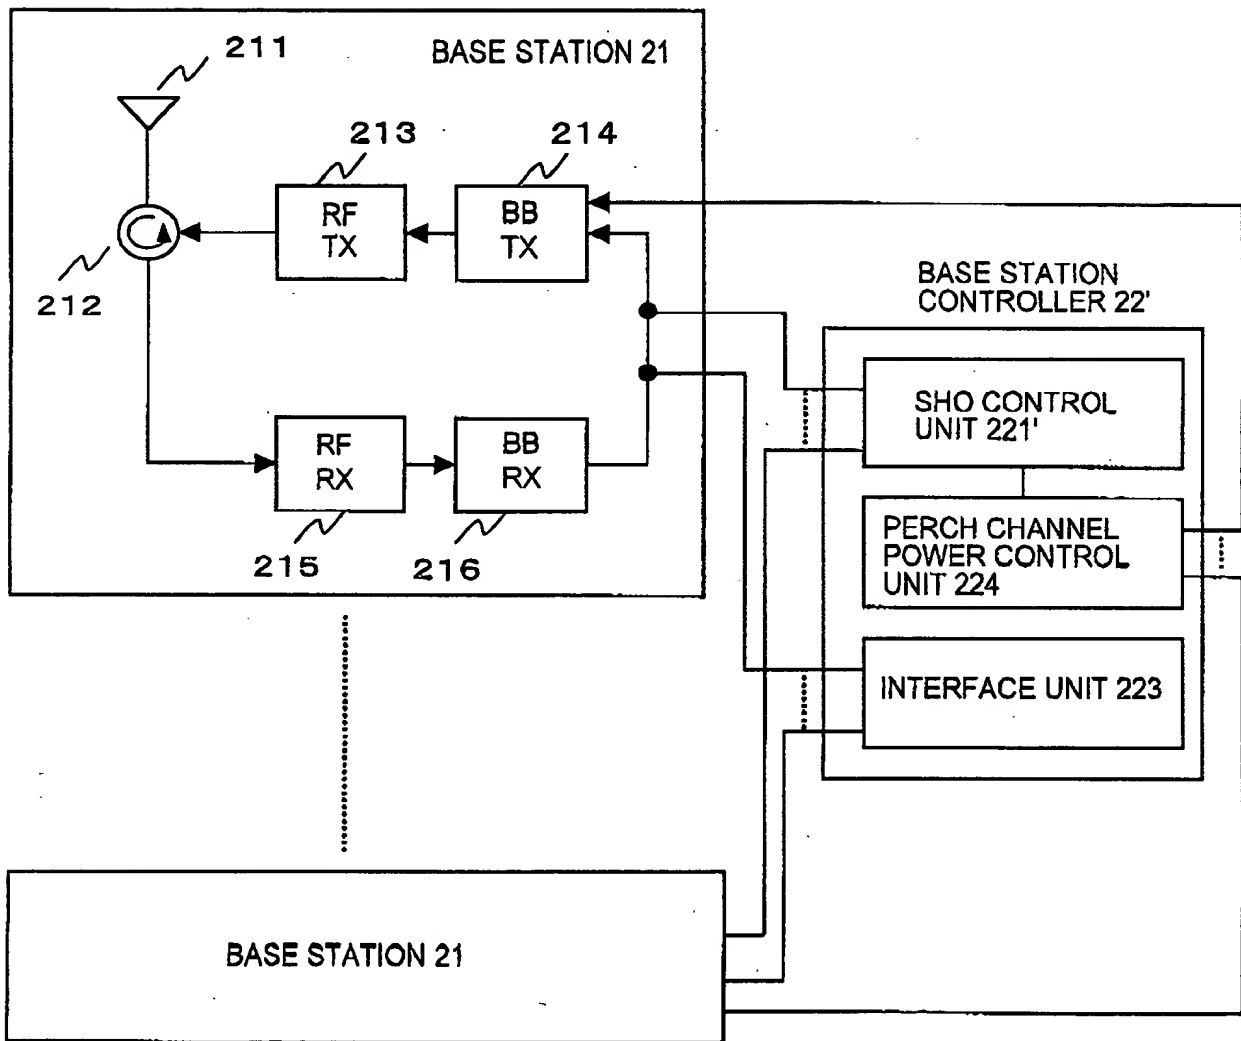 211
BASE STATION 21
213
214
RF
TX
BB
TX
212
BASE STATION
CONTROLLER 22'
SHO CONTROL
UNIT 221'
RF
RX
BB
RX
PERCH CHANNEL
POWER CONTROL
UNIT 224
215
216
INTERFACE UNIT 223
BASE STATION 21